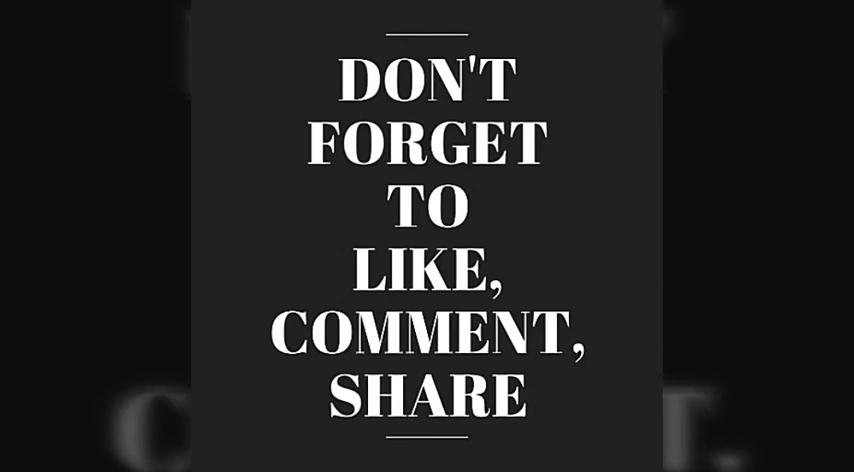 DON'T
FORGET
TO
LIKE,
COMMENT,
SHARE